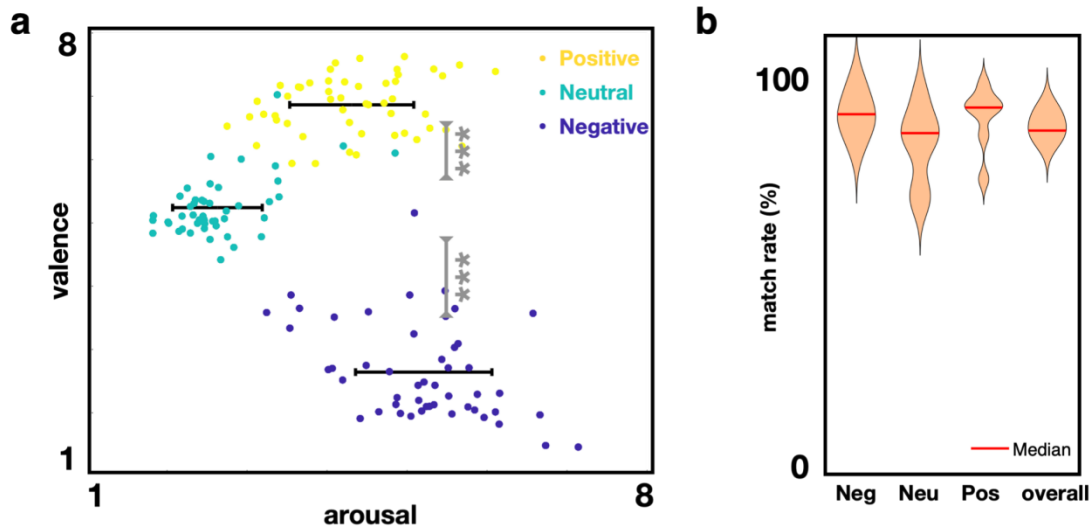 a
8
Positive
Neutral
Negative
***
***
valence
1
1
8
arousal
b
100
match rate (%)
0
Median
Neg Neu Pos overall